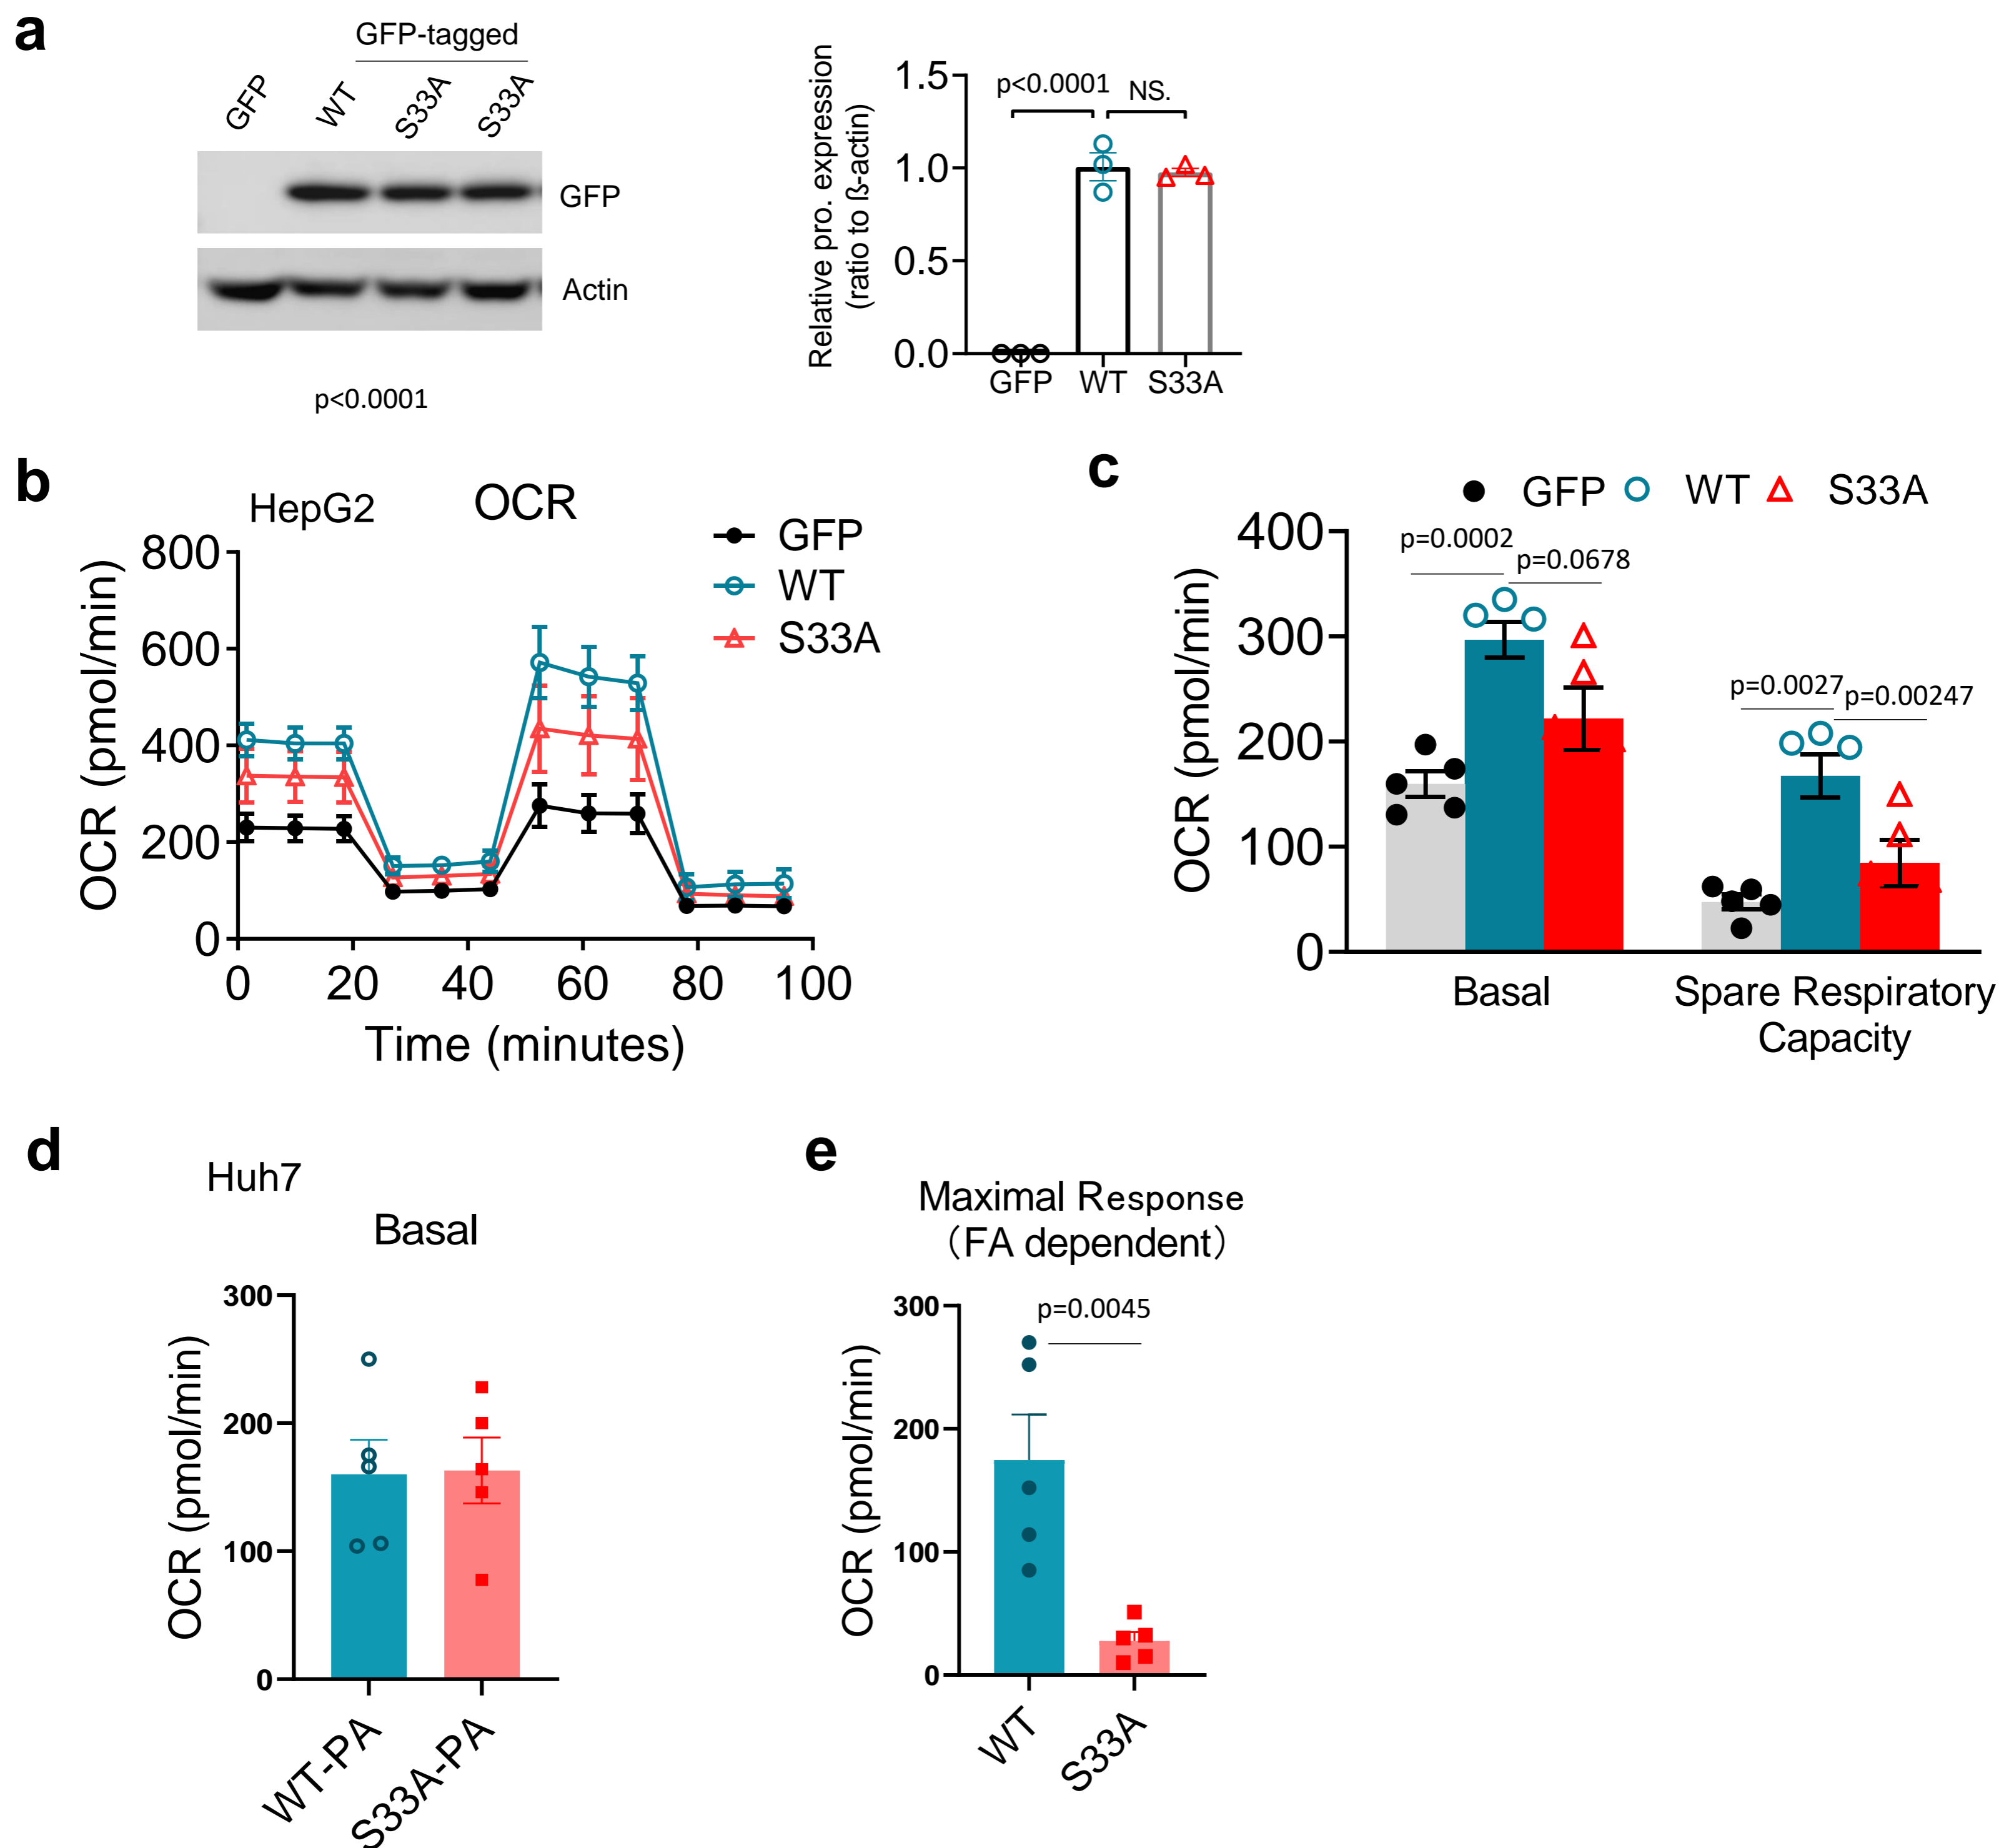 a
GFP-tagged
GFP
WT
S33A
S33A
GFP
Actin
p<0.0001
Relative pro. expression
(ratio to ß-actin)
1.5
1.0
0.5
0.0
p<0.0001
NS.
GFP
WT
S33A
b
HepG2
OCR
GFP
WT
S33A
OCR (pmol/min)
800
600
400
200
0
0
20
40
60
80
100
Time (minutes)
c
GFP
WT
S33A
OCR (pmol/min)
400
300
200
100
0
p=0.0002
p=0.0678
p=0.0027
p=0.00247
Basal
Spare Respiratory
Capacity
d
Huh7
Basal
OCR (pmol/min)
300
200
100
0
WT-PA
S33A-PA
e
Maximal Response
（FA dependent）
p=0.0045
OCR (pmol/min)
300
200
100
0
WT
S33A